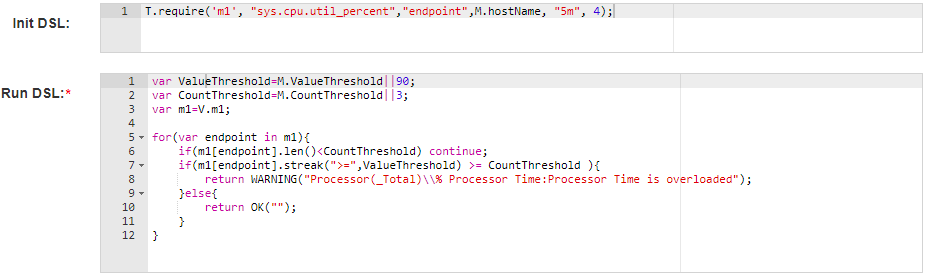 Init DSL:
1 T.require('m1', "sys.cpu.util_percent","endpoint",M.hostName, "5m", 4);
Run DSL:*
1 var ValueThreshold=M.ValueThreshold||90;
2 var CountThreshold=M.CountThreshold||3;
3 var m1=V.m1;
4
5 for(var endpoint in m1){
6     if(m1[endpoint].len()<CountThreshold) continue;
7     if(m1[endpoint].streak(">=",ValueThreshold) >= CountThreshold ){
8         return WARNING("Processor(_Total)\\% Processor Time:Processor Time is overloaded");
9     }else{
10         return OK("");
11     }
12 }